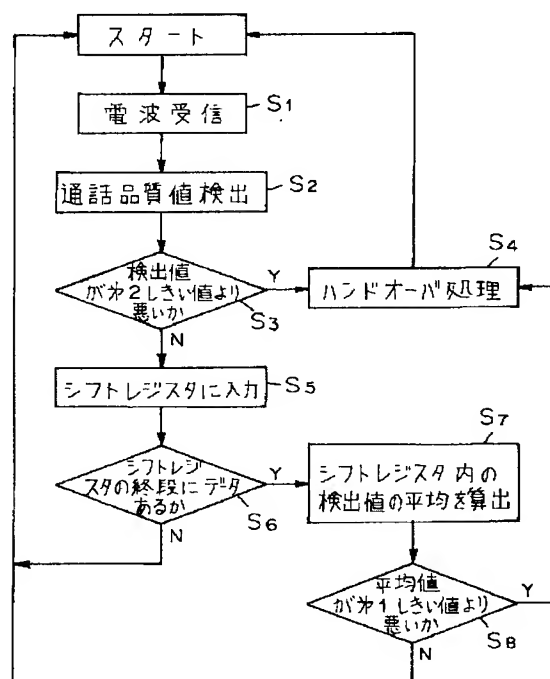 スタート
電波受信
S1
通話品質値検出
S2
検出値
が㐧2しきい値より
悪いか
Y
S3
N
S4
ハンドオーバ処理
シフトレジスタに入力
S5
シフトレジ
スタの終段にデータ
あるか
Y
S6
N
S7
シフトレジスタ内の
検出値の平均を算出
平均値
が㐧1しきい値より
悪いか
Y
S8
N